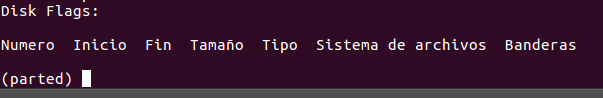 Disk Flags:
Numero Inicio Fin Tamaño Tipo Sistema de archivos Banderas
(parted)